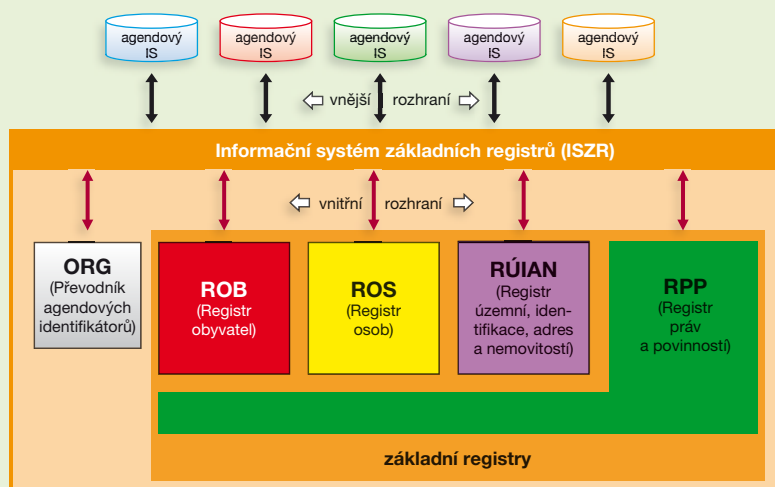 agendový
IS
agendový
IS
agendový
IS
agendový
IS
agendový
IS
vnější rozhraní
Informační systém základních registrů (ISZR)
vnitřní rozhraní
ORG
(Převodník
agendových
identifikátorů)
ROB
(Registr
obyvatel)
ROS
(Registr
osob)
RÚIAN
(Registr
územní, iden-
tifikace, adres
a nemovitostí)
RPP
(Registr
práv
a povinností)
základní registry